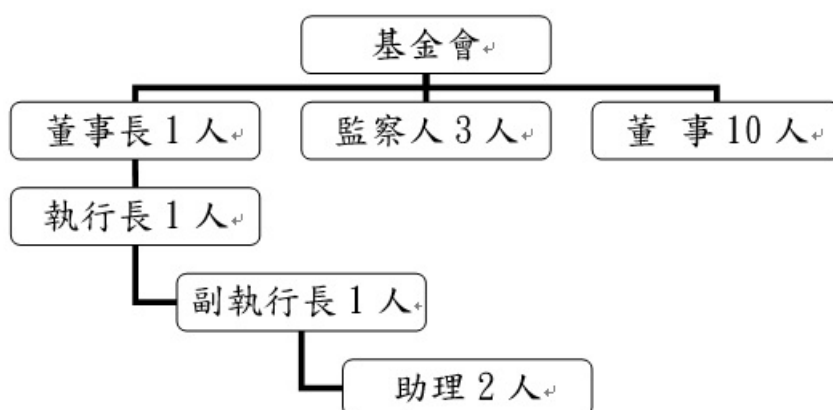 基金會
董事長 1 人
監察人 3 人
董 事 10 人
執行長 1 人
副執行長 1 人
助理 2 人